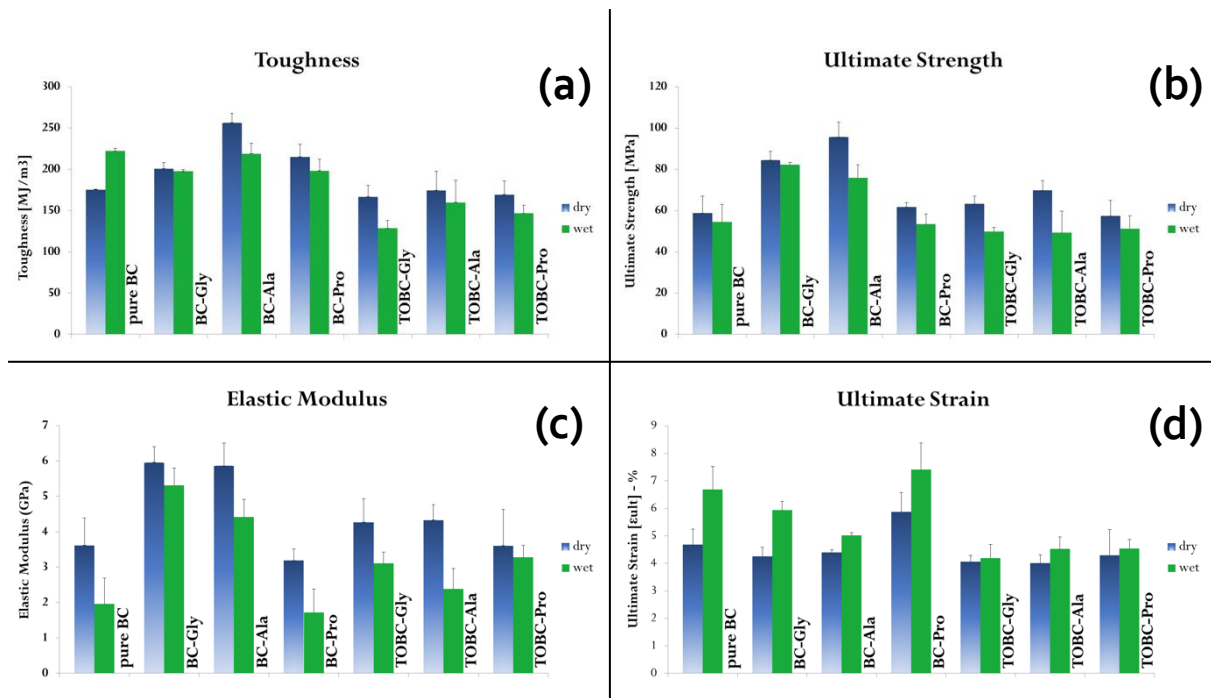 Toughness
(a)
Toughness [MJ/m3]
300
250
200
150
100
50
0
pure BC
BC-Gly
BC-Ala
BC-Pro
TOBC-Gly
TOBC-Ala
TOBC-Pro
dry
wet
Ultimate Strength
(b)
Ultimate Strength [MPa]
120
100
80
60
40
20
0
pure BC
BC-Gly
BC-Ala
BC-Pro
TOBC-Gly
TOBC-Ala
TOBC-Pro
dry
wet
Elastic Modulus
(c)
Elastic Modulus (GPa)
7
6
5
4
3
2
1
0
pure BC
BC-Gly
BC-Ala
BC-Pro
TOBC-Gly
TOBC-Ala
TOBC-Pro
dry
wet
Ultimate Strain
(d)
Ultimate Strain [εult] - %
9
8
7
6
5
4
3
2
1
0
pure BC
BC-Gly
BC-Ala
BC-Pro
TOBC-Gly
TOBC-Ala
TOBC-Pro
dry
wet